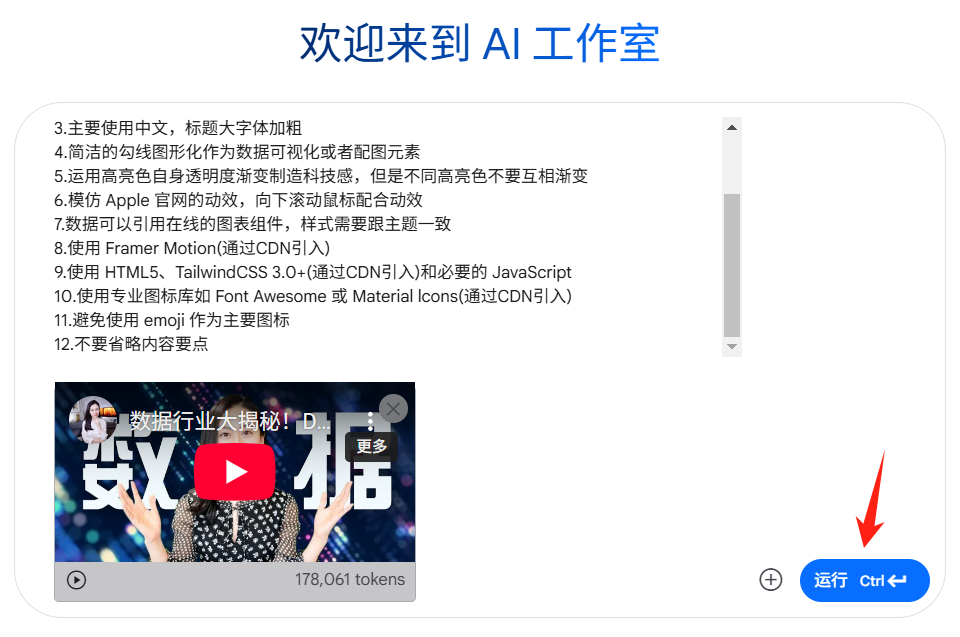 欢迎来到 AI 工作室
3.主要使用中文，标题大字体加粗
4.简洁的勾线图形化作为数据可视化或者配图元素
5.运用高亮色自身透明度渐变制造科技感，但是不同高亮色不要互相渐变
6.模仿 Apple 官网的动效，向下滚动鼠标配合动效
7.数据可以引用在线的图表组件，样式需要跟主题一致
8.使用 Framer Motion(通过CDN引入)
9.使用 HTML5、TailwindCSS 3.0+(通过CDN引入)和必要的 JavaScript
10.使用专业图标库如 Font Awesome 或 Material Icons(通过CDN引入)
11.避免使用 emoji 作为主要图标
12.不要省略内容要点
数据行业大揭秘！D...
更多
数据
178,061 tokens
运行 Ctrl